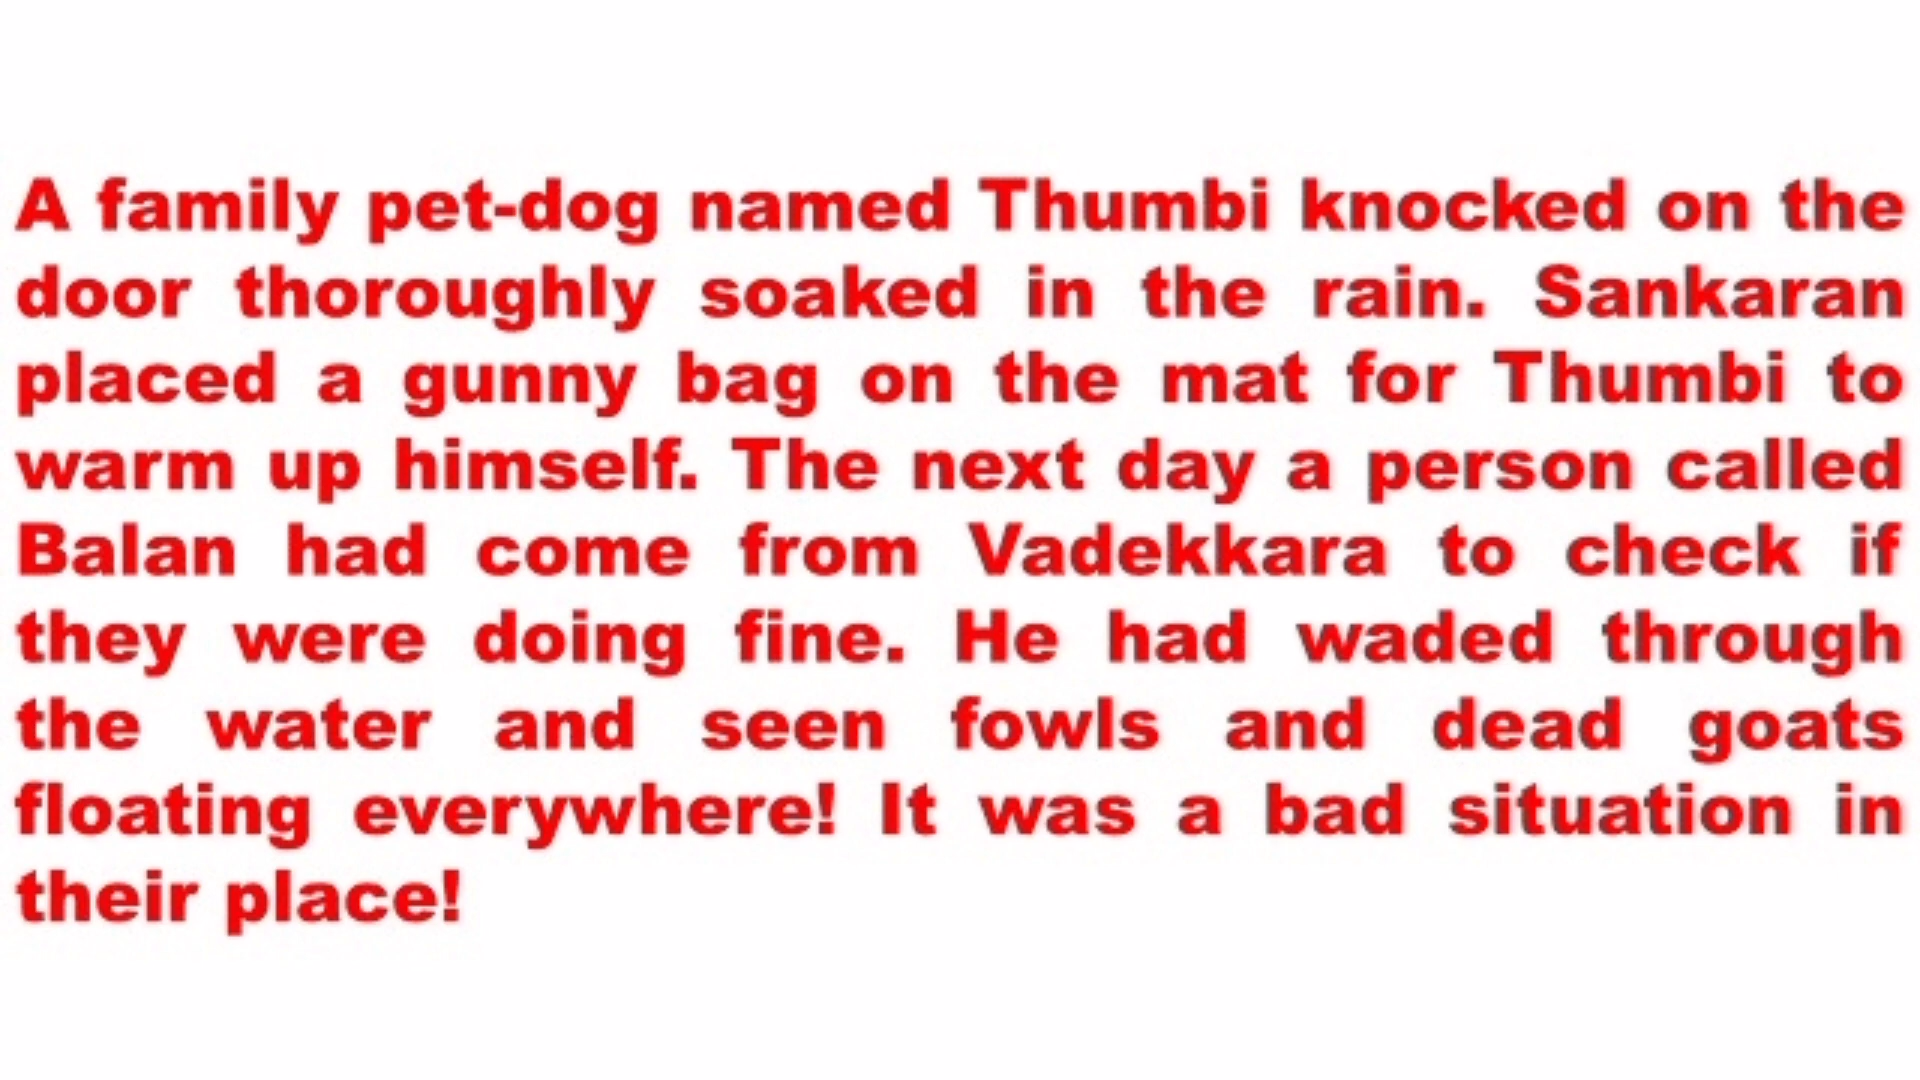 A family pet-dog named Thumbi knocked on the
door thoroughly soaked in the rain. Sankaran
placed a gunny bag on the mat for Thumbi to
warm up himself. The next day a person called
Balan had come from Vadekkara to check if
they were doing fine. He had waded through
the water and seen fowls and dead goats
floating everywhere! It was a bad situation in
their place!